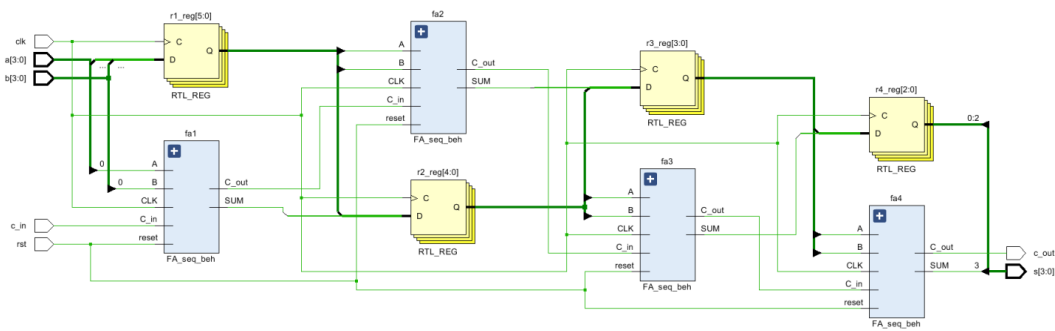 clk
a[3:0]
b[3:0]
c_in
rst
r1_reg[5:0]
C
D
Q
... ...
RTL_REG
fa1
0
A
0
B
CLK
C_in
reset
C_out
SUM
FA_seq_beh
fa2
A
B
CLK
C_in
reset
C_out
SUM
FA_seq_beh
r2_reg[4:0]
C
D
Q
RTL_REG
r3_reg[3:0]
C
D
Q
RTL_REG
fa3
A
B
CLK
C_in
reset
C_out
SUM
FA_seq_beh
r4_reg[2:0]
C
D
Q
0:2
RTL_REG
fa4
A
B
CLK
C_in
reset
C_out
SUM
3
FA_seq_beh
c_out
s[3:0]